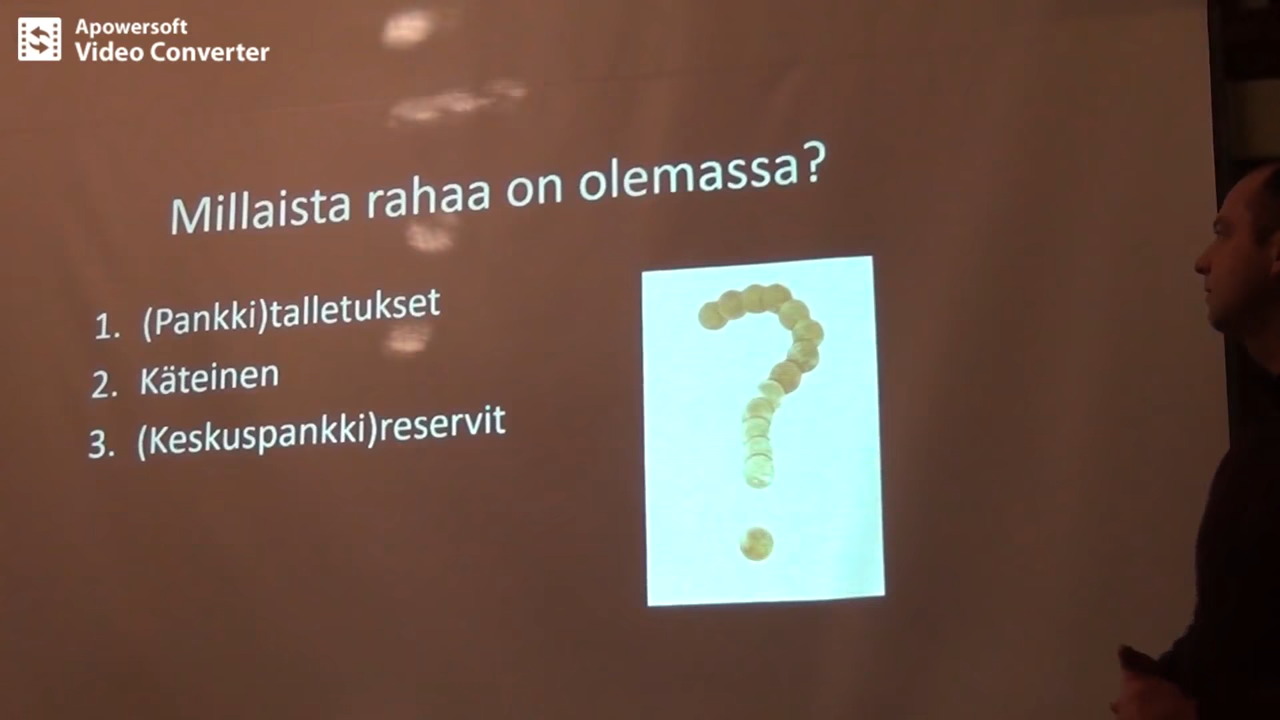 Apowersoft
Video Converter
Millaista rahaa on olemassa?
1. (Pankki)talletukset
2. Käteinen
3. (Keskuspankki)reservit